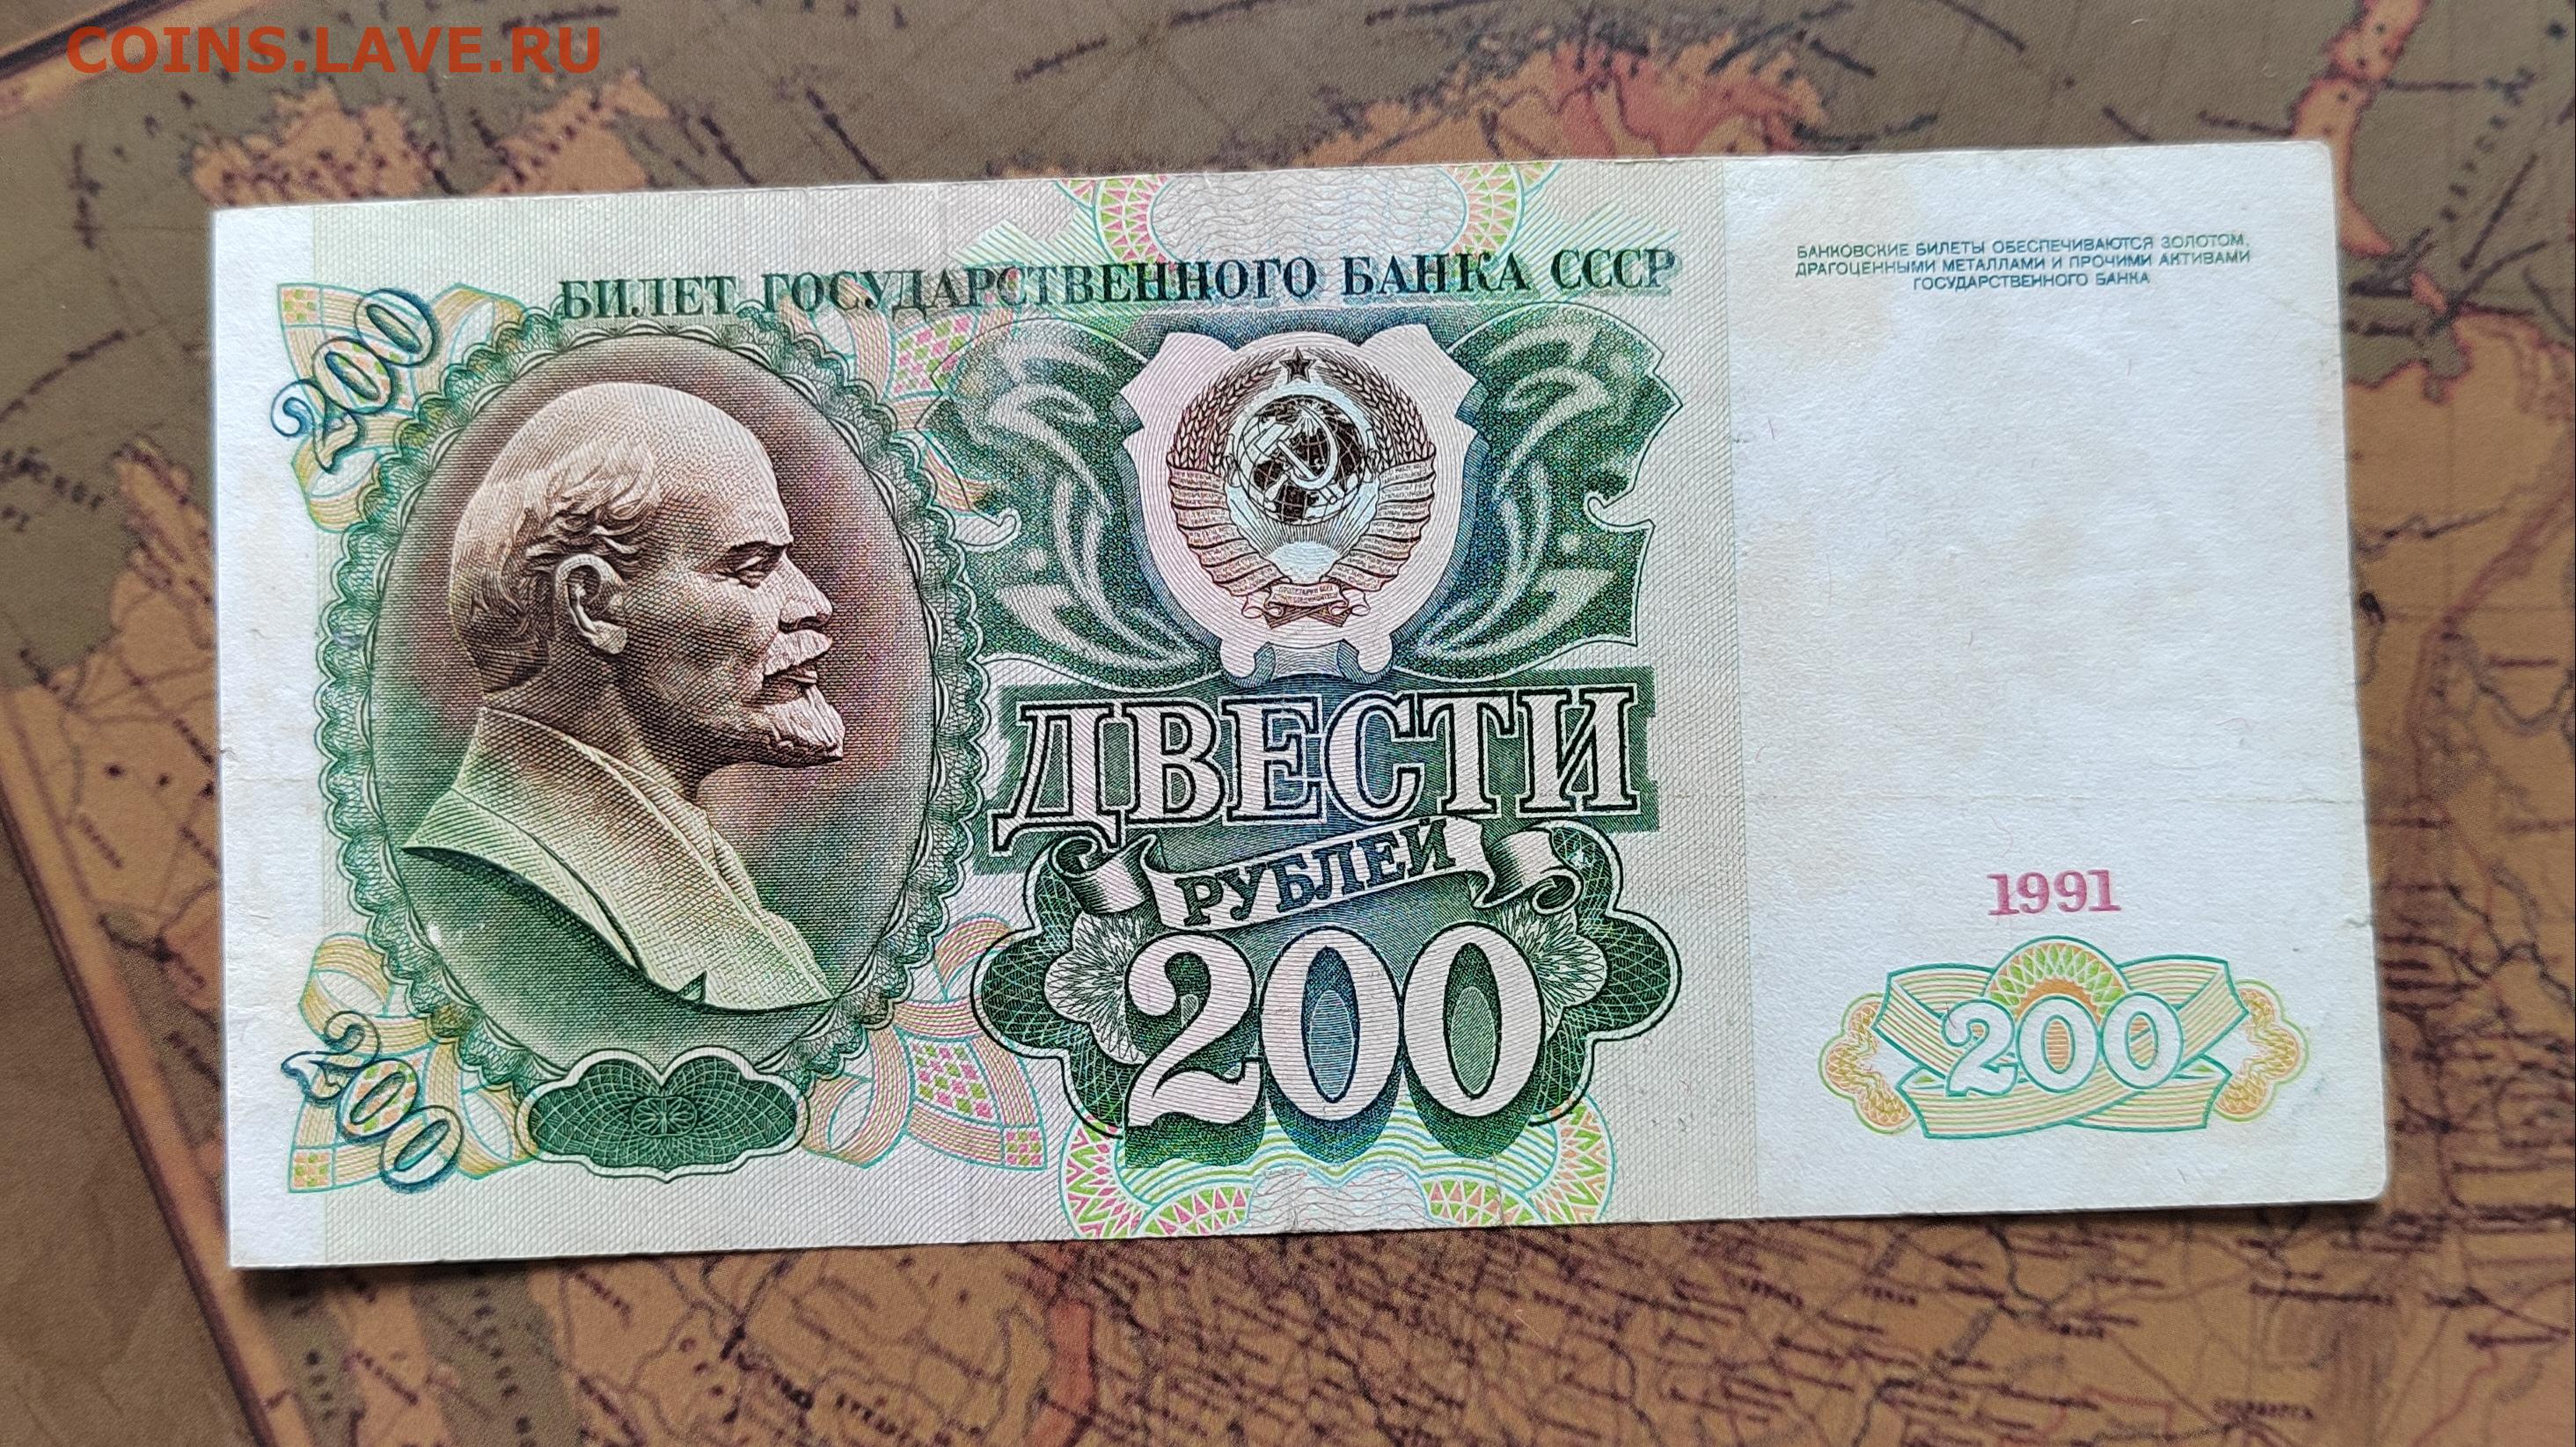 COINS.LAVE.RU
БИЛЕТ ГОСУДАРСТВЕННОГО БАНКА СССР
БАНКОВСКИЕ БИЛЕТЫ ОБЕСПЕЧИВАЮТСЯ ЗОЛОТОМ,
ДРАГОЦЕННЫМИ МЕТАЛЛАМИ И ПРОЧИМИ АКТИВАМИ
ГОСУДАРСТВЕННОГО БАНКА
200
ДВЕСТИ
РУБЛЕЙ
200
1991
200
200